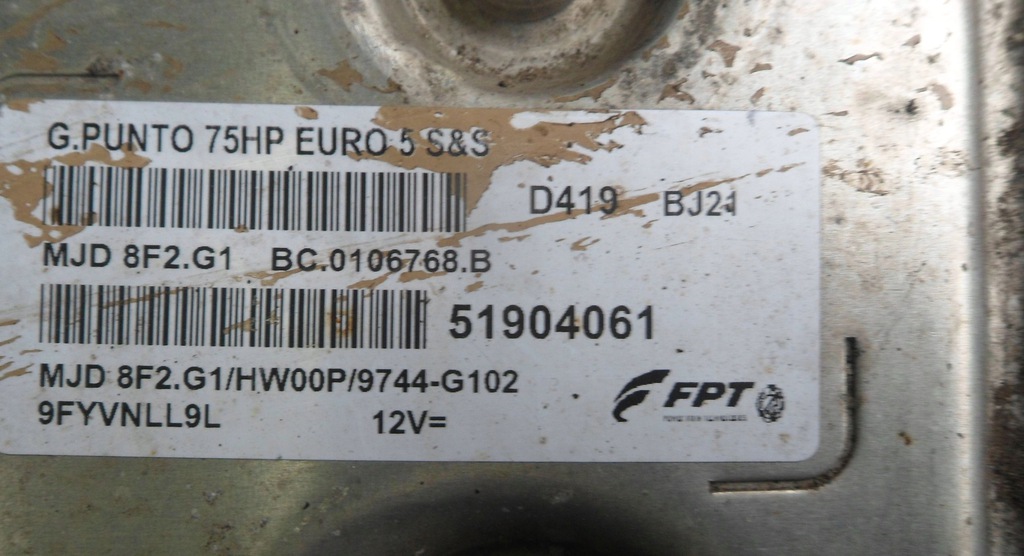 G.PUNTO 75HP EURO 5 S&S
D419 BJ21
MJD 8F2.G1 BC.0106768.B
51904061
MJD 8F2.G1/HW00P/9744-G102
9FYVNLL9L 12V=
FPT